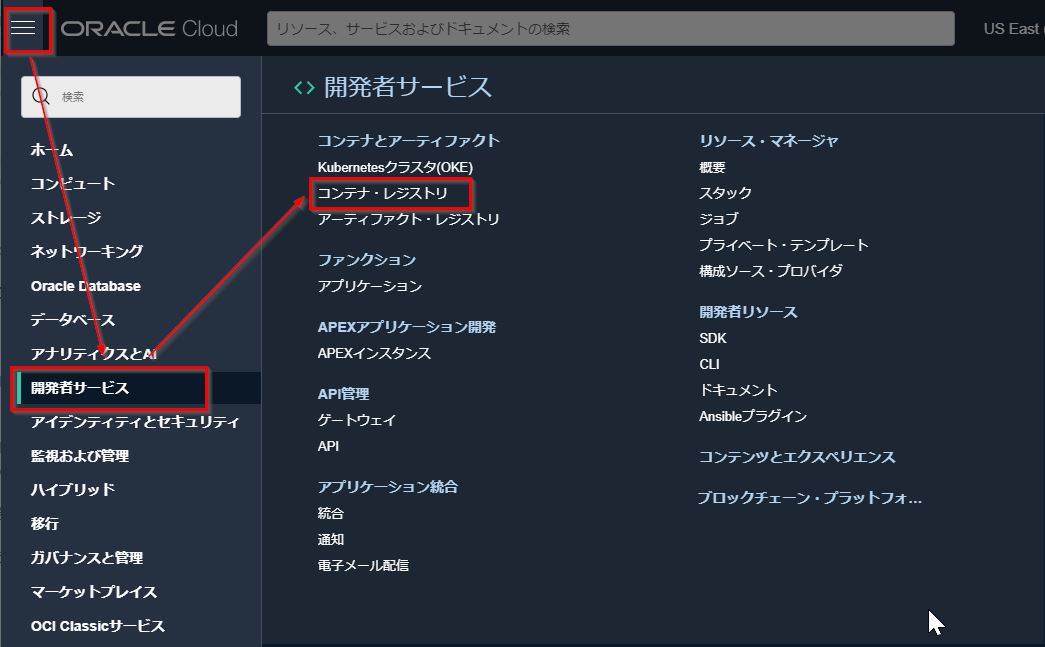 ORACLE Cloud
リソース、サービスおよびドキュメントの検索
US East
検索
ホーム
コンピュート
ストレージ
ネットワーキング
Oracle Database
データベース
アナリティクスとAI
開発者サービス
アイデンティティとセキュリティ
監視および管理
ハイブリッド
移行
ガバナンスと管理
マーケットプレイス
OCI Classicサービス
開発者サービス
コンテナとアーティファクト
Kubernetesクラスタ(OKE)
コンテナ・レジストリ
アーティファクト・レジストリ
ファンクション
アプリケーション
APEXアプリケーション開発
APEXインスタンス
API管理
ゲートウェイ
API
アプリケーション統合
統合
通知
電子メール配信
リソース・マネージャ
概要
スタック
ジョブ
プライベート・テンプレート
構成ソース・プロバイダ
開発者リソース
SDK
CLI
ドキュメント
Ansibleプラグイン
コンテンツとエクスペリエンス
ブロックチェーン・プラットフォ...